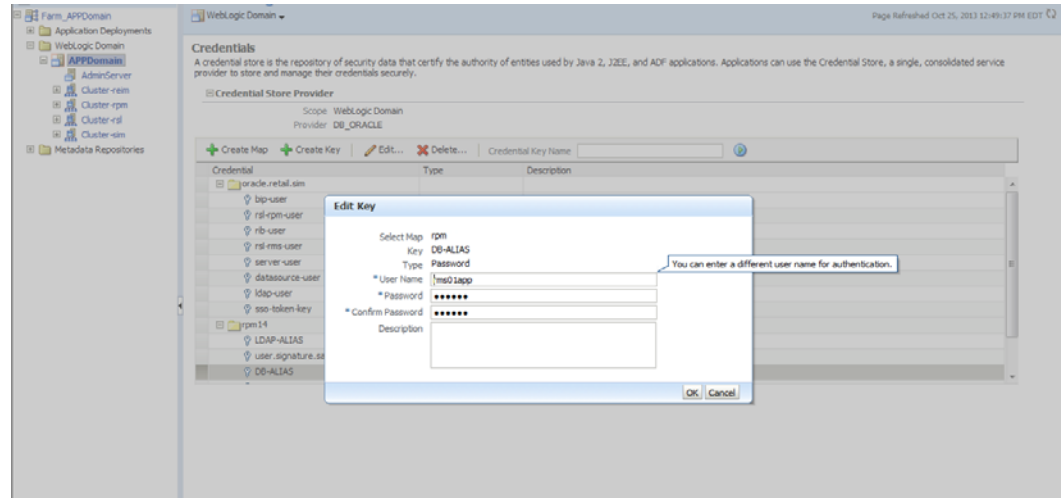 Farm_APPDomain
Application Deployments
WebLogic Domain
APPDomain
AdminServer
Cluster-reim
Cluster-rpm
Cluster-rsl
Cluster-sim
Metadata Repositories
WebLogic Domain
Page Refreshed Oct 25, 2013 12:49:37 PM EDT
Credentials
A credential store is the repository of security data that certify the authority of entities used by Java 2, J2EE, and ADF applications. Applications can use the Credential Store, a single, consolidated service
provider to store and manage their credentials securely.
Credential Store Provider
Scope WebLogic Domain
Provider DB_ORACLE
Create Map Create Key Edit... Delete... Credential Key Name
Credential Type Description
oracle.retail.sim
bip-user
rsl-rpm-user
rib-user
rsl-rms-user
server-user
datasource-user
ldap-user
sso-token-key
rpm14
LDAP-ALIAS
DB-ALIAS
Edit Key
Select Map rpm
Key DB-ALIAS
Type Password
You can enter a different user name for authentication.
* User Name
* Password ●●●●●●
* Confirm Password ●●●●●●
Description
OK Cancel